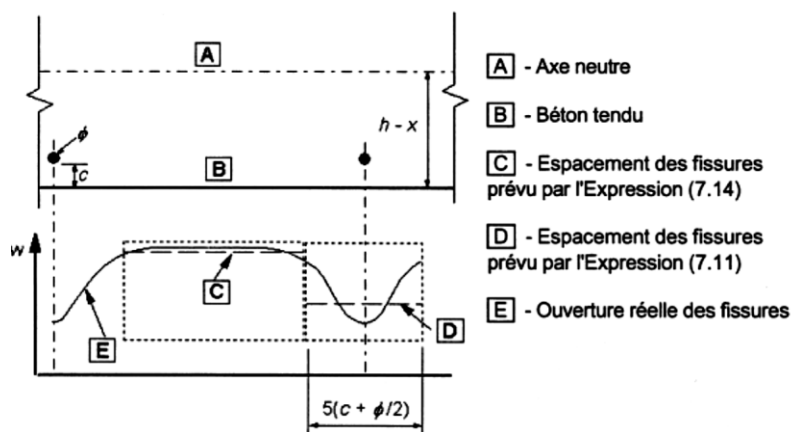 A
ϕ
h - x
c
B
w
C
D
E
5(c + ϕ/2)
A - Axe neutre
B - Béton tendu
C - Espacement des fissures
prévu par l'Expression (7.14)
D - Espacement des fissures
prévu par l'Expression (7.11)
E - Ouverture réelle des fissures